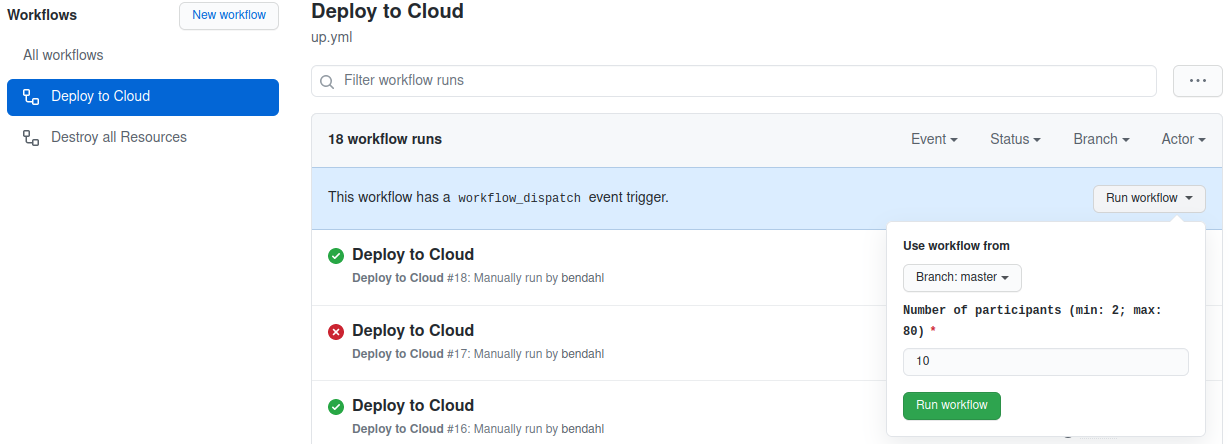 Workflows
New workflow
All workflows
Deploy to Cloud
Destroy all Resources
Deploy to Cloud
up.yml
Filter workflow runs
18 workflow runs
Event
Status
Branch
Actor
This workflow has a workflow_dispatch event trigger.
Run workflow
Deploy to Cloud
Deploy to Cloud #18: Manually run by bendahl
Deploy to Cloud
Deploy to Cloud #17: Manually run by bendahl
Deploy to Cloud
Deploy to Cloud #16: Manually run by bendahl
Use workflow from
Branch: master
Number of participants (min: 2; max:
80) *
10
Run workflow